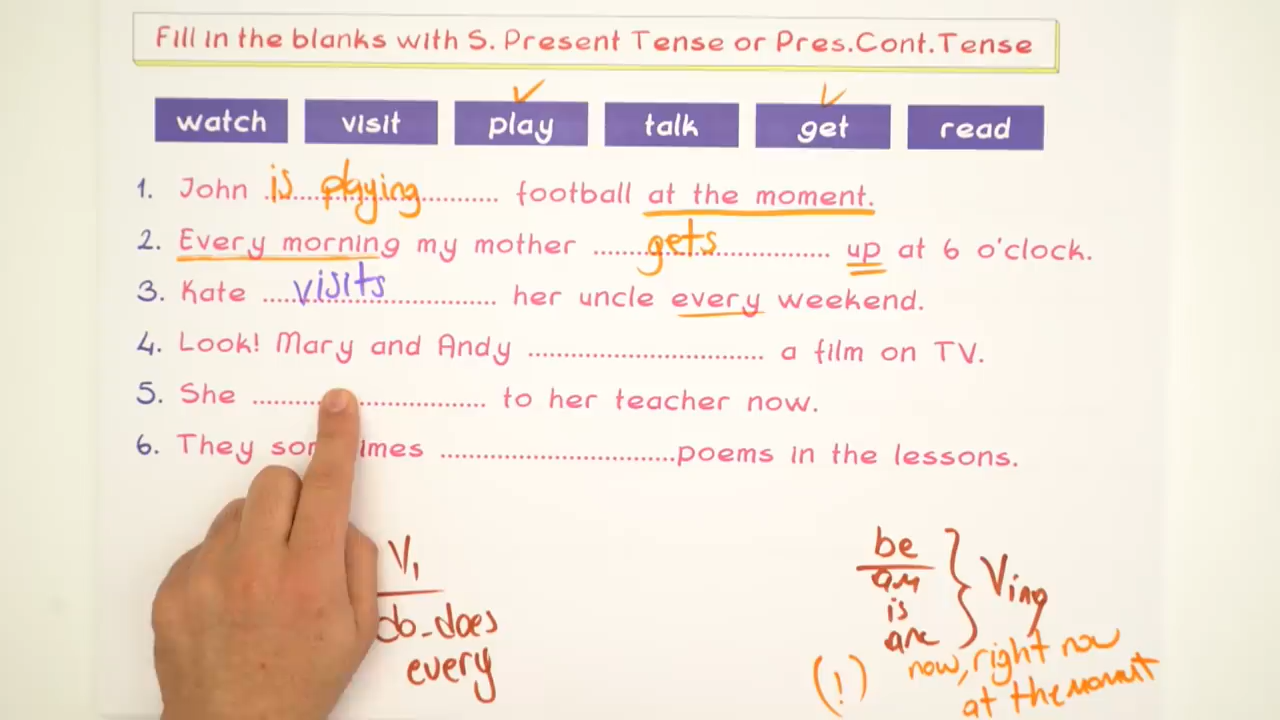 Fill in the blanks with S. Present Tense or Pres.Cont.Tense
watch visit play talk get read
1. John is playing football at the moment.
2. Every morning my mother gets up at 6 o'clock.
3. Kate visits her uncle every weekend.
4. Look! Mary and Andy .................................. a film on TV.
5. She .................................. to her teacher now.
6. They ..................................poems in the lessons.
V1
do-does
every
be
am
is
are
Ving
(!) now, right now
at the moment